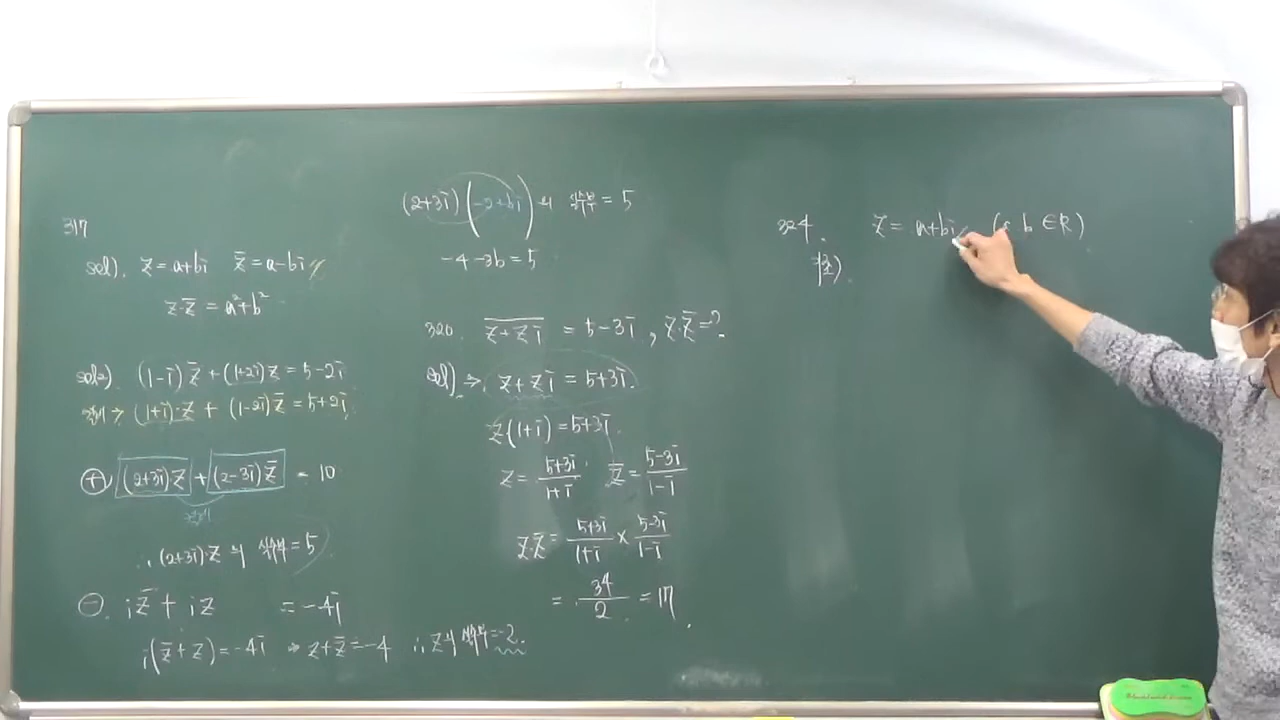 317
sol). z = a+bi  z̄ = a-bi
z·z̄ = a²+b²
sol2). (1-i)z̄ + (1+2i)z = 5-2i
켤레 → (1+i)·z + (1-2i)z̄ = 5+2i
⊕ (2+3i)z + (2-3i)z̄ = 10
켤레
∴ (2+3i)·z 의 실수부 = 5
⊖. iz̄ + iz = -4i
i(z̄+z) = -4i → z+z̄ = -4 ∴ z의 실수부 = -2.
(2+3i)(-2+bi) 의 실수부 = 5
-4-3b = 5
320. \overline{z+zi} = 5-3i , z·z̄ = ?
sol) → z+zi = 5+3i.
z(1+i) = 5+3i.
z = (5+3i)/(1+i)  z̄ = (5-3i)/(1-i)
z·z̄ = (5+3i)/(1+i) × (5-3i)/(1-i)
= 34/2 = 17
324. z = a+bi ( b ∈ R)
풀).